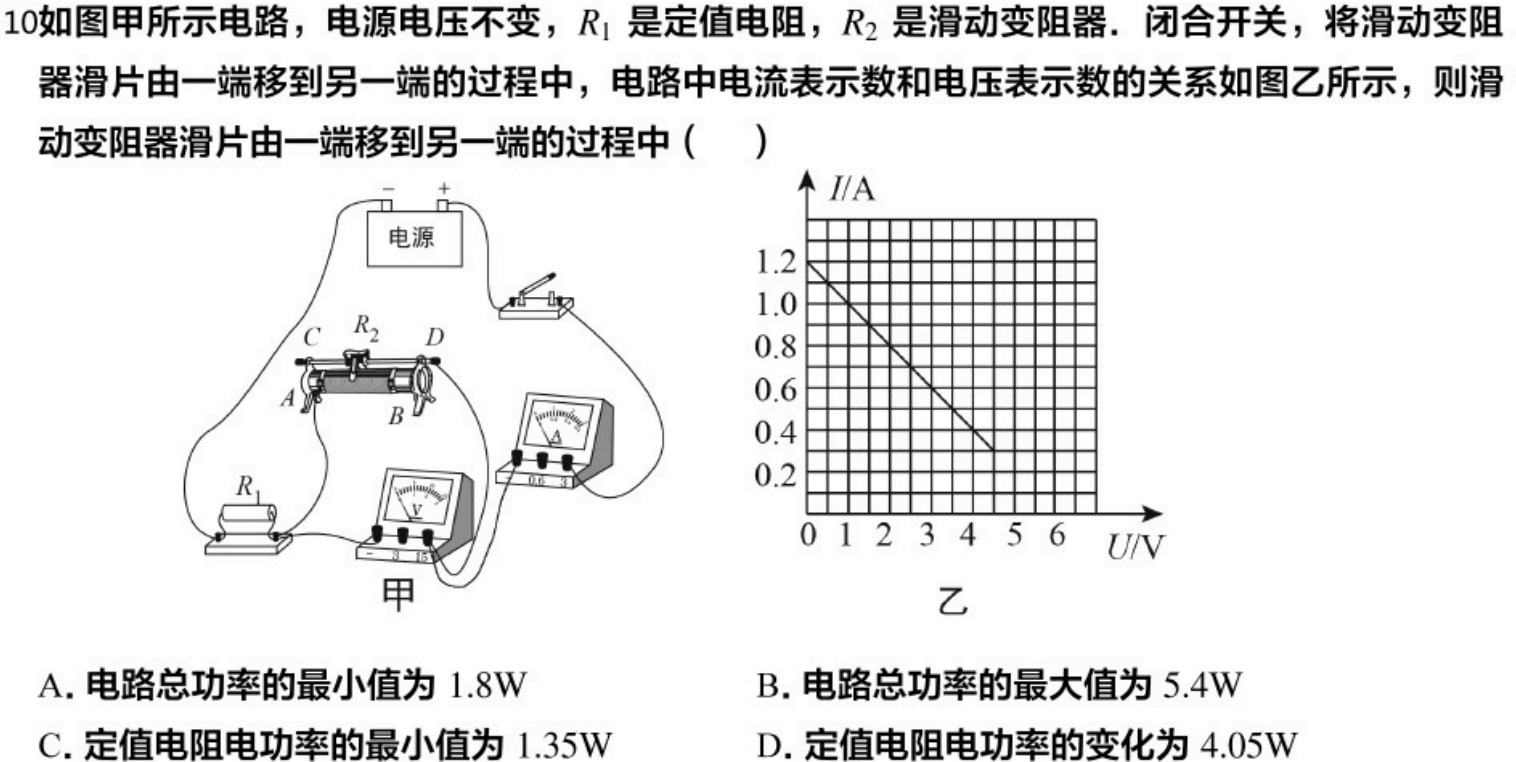 10如图甲所示电路，电源电压不变，R₁ 是定值电阻，R₂ 是滑动变阻器．闭合开关，将滑动变阻
器滑片由一端移到另一端的过程中，电路中电流表示数和电压表示数的关系如图乙所示，则滑
动变阻器滑片由一端移到另一端的过程中（    ）
− +
电源
C R₂ D
A B
R₁
A
− 0.6 3
V
− 3 15
甲
I/A
1.2
1.0
0.8
0.6
0.4
0.2
0 1 2 3 4 5 6 U/V
乙
A．电路总功率的最小值为 1.8W
B．电路总功率的最大值为 5.4W
C．定值电阻电功率的最小值为 1.35W
D．定值电阻电功率的变化为 4.05W